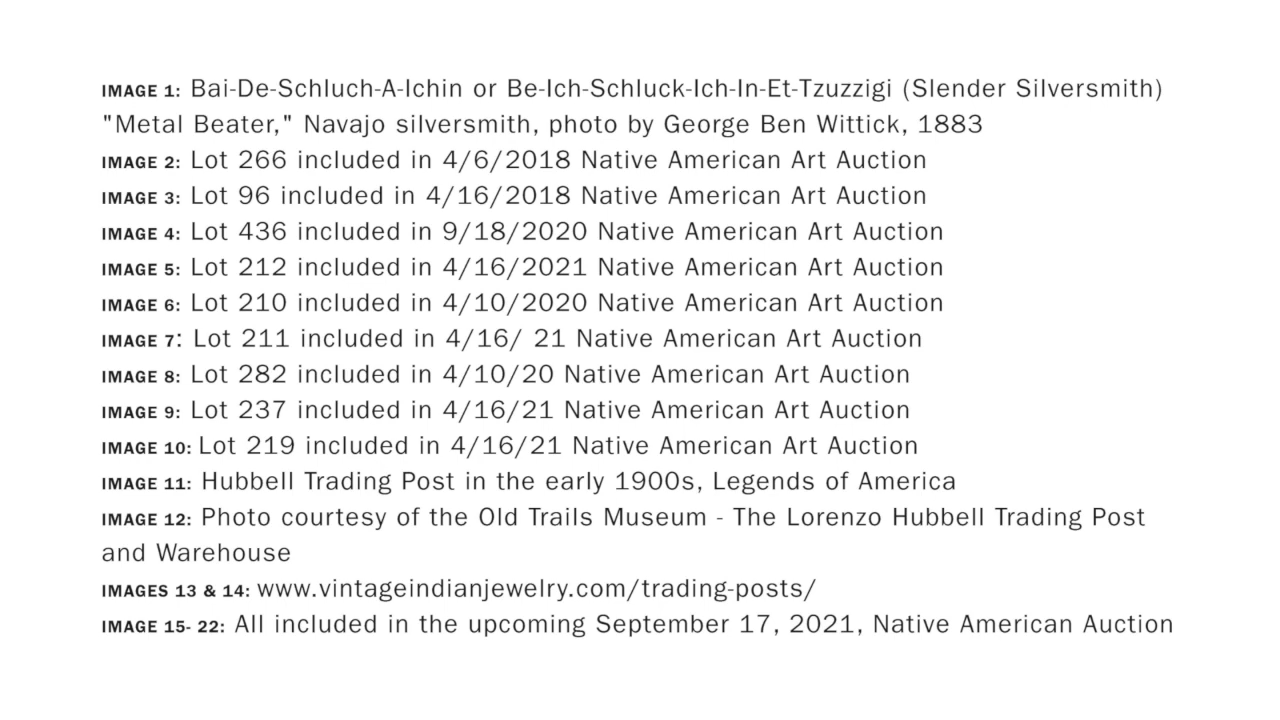 IMAGE 1: Bai-De-Schluch-A-Ichin or Be-Ich-Schluck-Ich-In-Et-Tzuzzigi (Slender Silversmith)
"Metal Beater," Navajo silversmith, photo by George Ben Wittick, 1883
IMAGE 2: Lot 266 included in 4/6/2018 Native American Art Auction
IMAGE 3: Lot 96 included in 4/16/2018 Native American Art Auction
IMAGE 4: Lot 436 included in 9/18/2020 Native American Art Auction
IMAGE 5: Lot 212 included in 4/16/2021 Native American Art Auction
IMAGE 6: Lot 210 included in 4/10/2020 Native American Art Auction
IMAGE 7: Lot 211 included in 4/16/ 21 Native American Art Auction
IMAGE 8: Lot 282 included in 4/10/20 Native American Art Auction
IMAGE 9: Lot 237 included in 4/16/21 Native American Art Auction
IMAGE 10: Lot 219 included in 4/16/21 Native American Art Auction
IMAGE 11: Hubbell Trading Post in the early 1900s, Legends of America
IMAGE 12: Photo courtesy of the Old Trails Museum - The Lorenzo Hubbell Trading Post
and Warehouse
IMAGES 13 & 14: www.vintageindianjewelry.com/trading-posts/
IMAGE 15- 22: All included in the upcoming September 17, 2021, Native American Auction